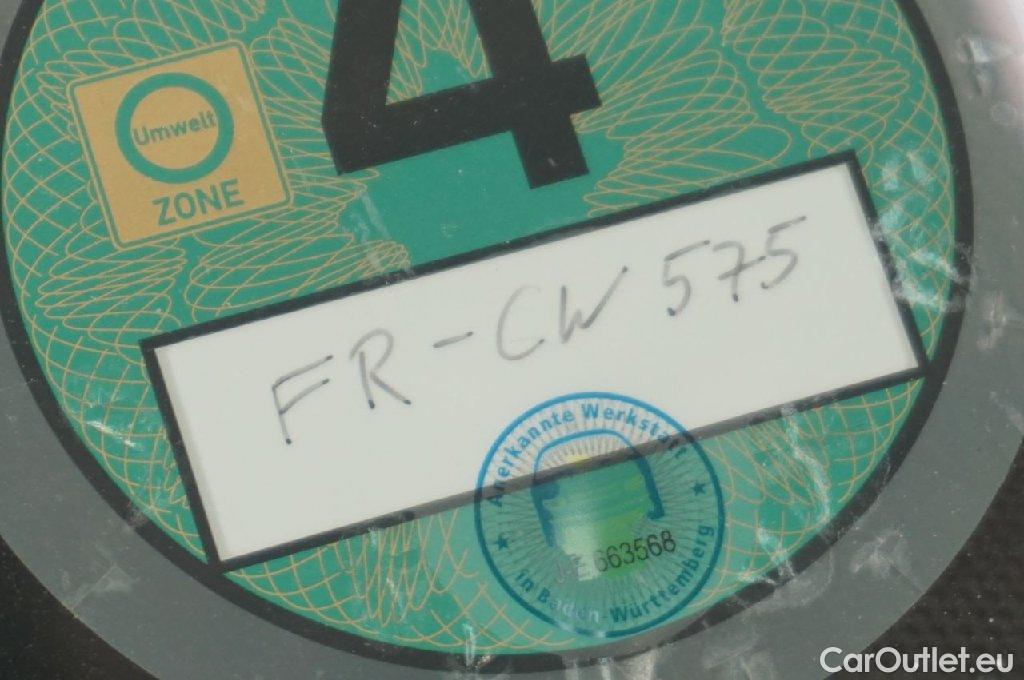 4
Umwelt
ZONE
FR-CW 575
Anerkannte Werkstatt
663568
in Baden-Württemberg
CarOutlet.eu